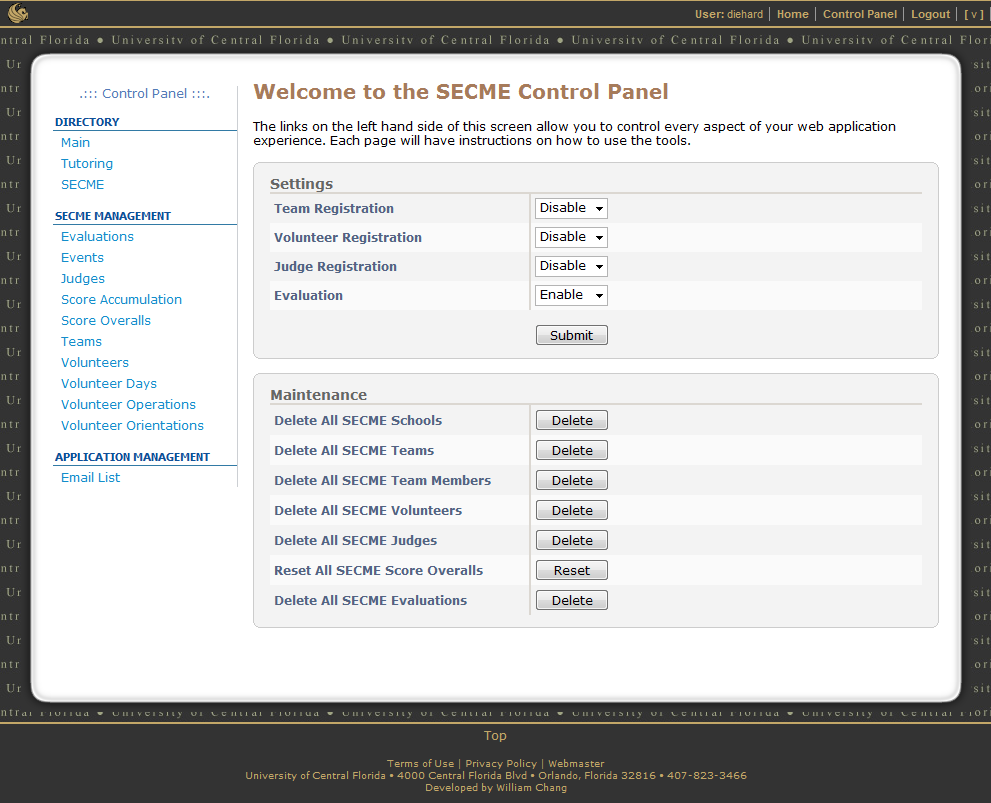 User: diehard | Home | Control Panel | Logout | [ v ] |
ntral Florida • University of Central Florida • University of Central Florida • University of Central Florida • University of Central Flor
.::: Control Panel :::.
DIRECTORY
Main
Tutoring
SECME
SECME MANAGEMENT
Evaluations
Events
Judges
Score Accumulation
Score Overalls
Teams
Volunteers
Volunteer Days
Volunteer Operations
Volunteer Orientations
APPLICATION MANAGEMENT
Email List
Welcome to the SECME Control Panel
The links on the left hand side of this screen allow you to control every aspect of your web application
experience. Each page will have instructions on how to use the tools.
Settings
Team Registration Disable
Volunteer Registration Disable
Judge Registration Disable
Evaluation Enable
Submit
Maintenance
Delete All SECME Schools Delete
Delete All SECME Teams Delete
Delete All SECME Team Members Delete
Delete All SECME Volunteers Delete
Delete All SECME Judges Delete
Reset All SECME Score Overalls Reset
Delete All SECME Evaluations Delete
Top
Terms of Use | Privacy Policy | Webmaster
University of Central Florida • 4000 Central Florida Blvd • Orlando, Florida 32816 • 407-823-3466
Developed by William Chang